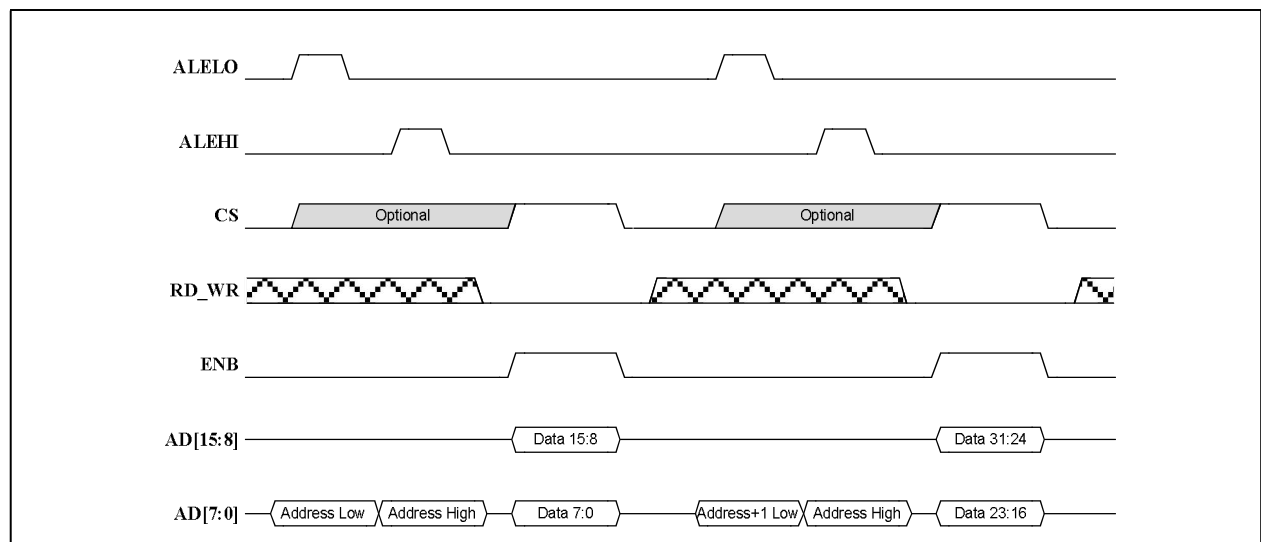 ALELO
ALEHI
CS Optional Optional
RD_WR
ENB
AD[15:8] Data 15:8 Data 31:24
AD[7:0] Address Low Address High Data 7:0 Address+1 Low Address High Data 23:16